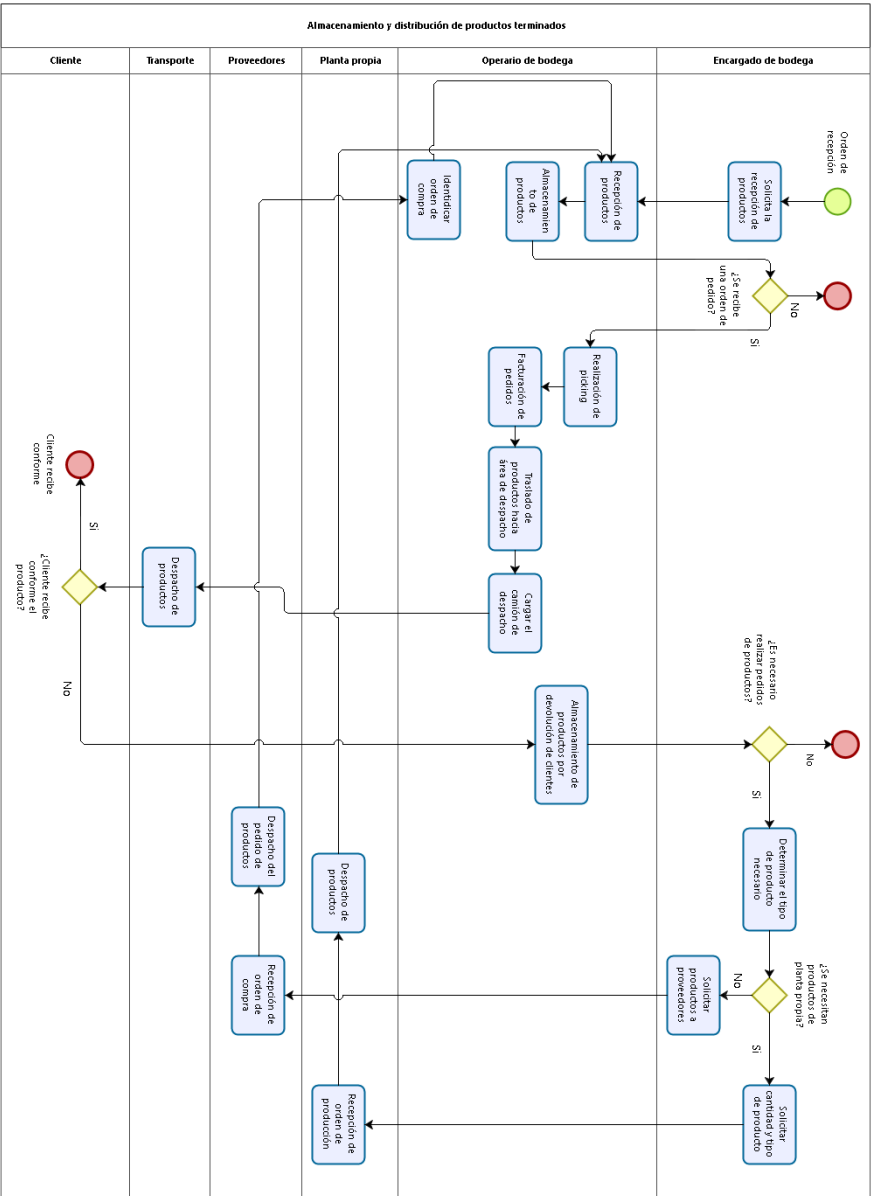 Almacenamiento y distribución de productos terminados
Cliente
Transporte
Proveedores
Planta propia
Operario de bodega
Encargado de bodega
Orden de
recepción
Solicita la
recepción de
productos
Recepción de
productos
Almacenamien
to de
productos
Identidicar
orden de
compra
¿Se recibe
una orden de
pedido?
No
Si
Realización de
picking
Facturación de
pedidos
Traslado de
productos hacia
área de despacho
Cargar el
camión de
despacho
Despacho de
productos
¿Cliente recibe
conforme el
producto?
Si
Cliente recibe
conforme
No
Almacenamiento de
productos por
devolución de clientes
¿Es necesario
realizar pedidos
de productos?
No
Si
Determinar el tipo
de producto
necesario
¿Se necesitan
productos de
planta propia?
No
Si
Solicitar
productos a
proveedores
Solicitar
cantidad y tipo
de producto
Recepción de
orden de
compra
Despacho del
pedido de
productos
Recepción de
orden de
producción
Despacho de
productos